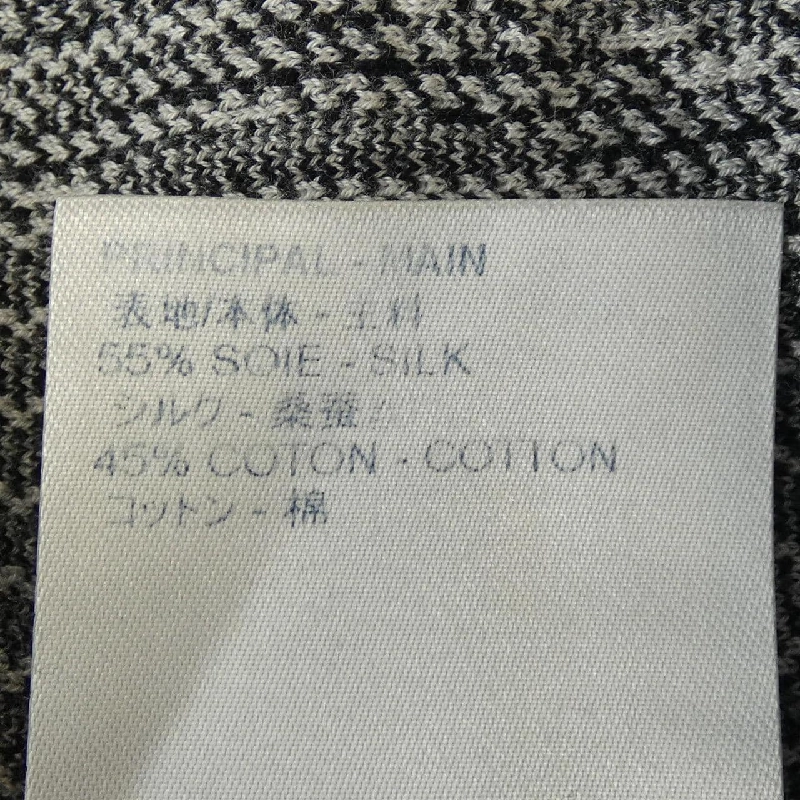 PRINCIPAL - MAIN
表地/本体 - 主料
55% SOIE - SILK
シルク - 桑蚕
45% COTON - COTTON
コットン - 棉